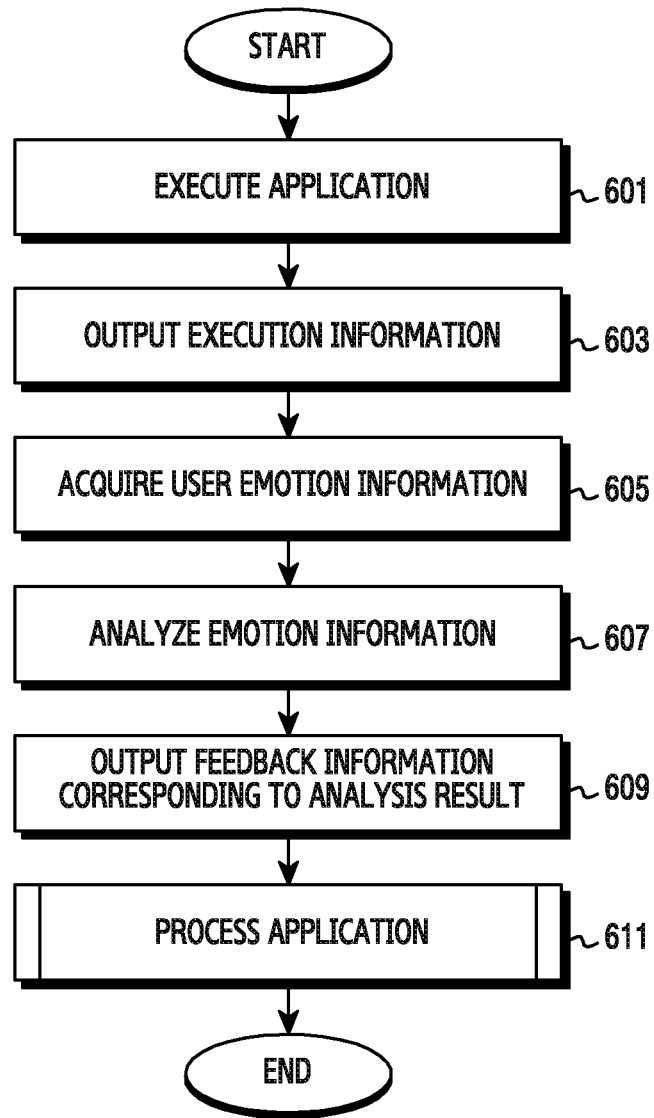 START
EXECUTE APPLICATION
601
OUTPUT EXECUTION INFORMATION
603
ACQUIRE USER EMOTION INFORMATION
605
ANALYZE EMOTION INFORMATION
607
OUTPUT FEEDBACK INFORMATION
CORRESPONDING TO ANALYSIS RESULT
609
PROCESS APPLICATION
611
END